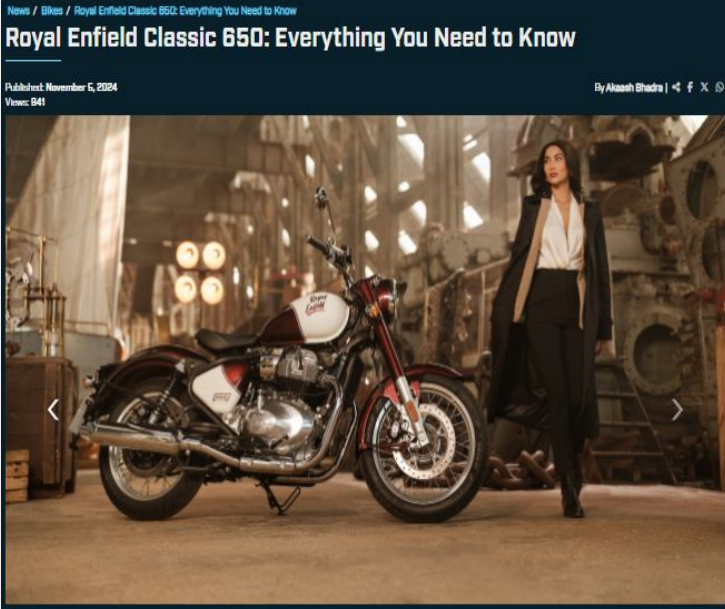 News / Bikes / Royal Enfield Classic 650: Everything You Need to Know
Royal Enfield Classic 650: Everything You Need to Know
Published: November 5, 2024
By Akaash Bhadra |
Views: 941
Royal
Enfield